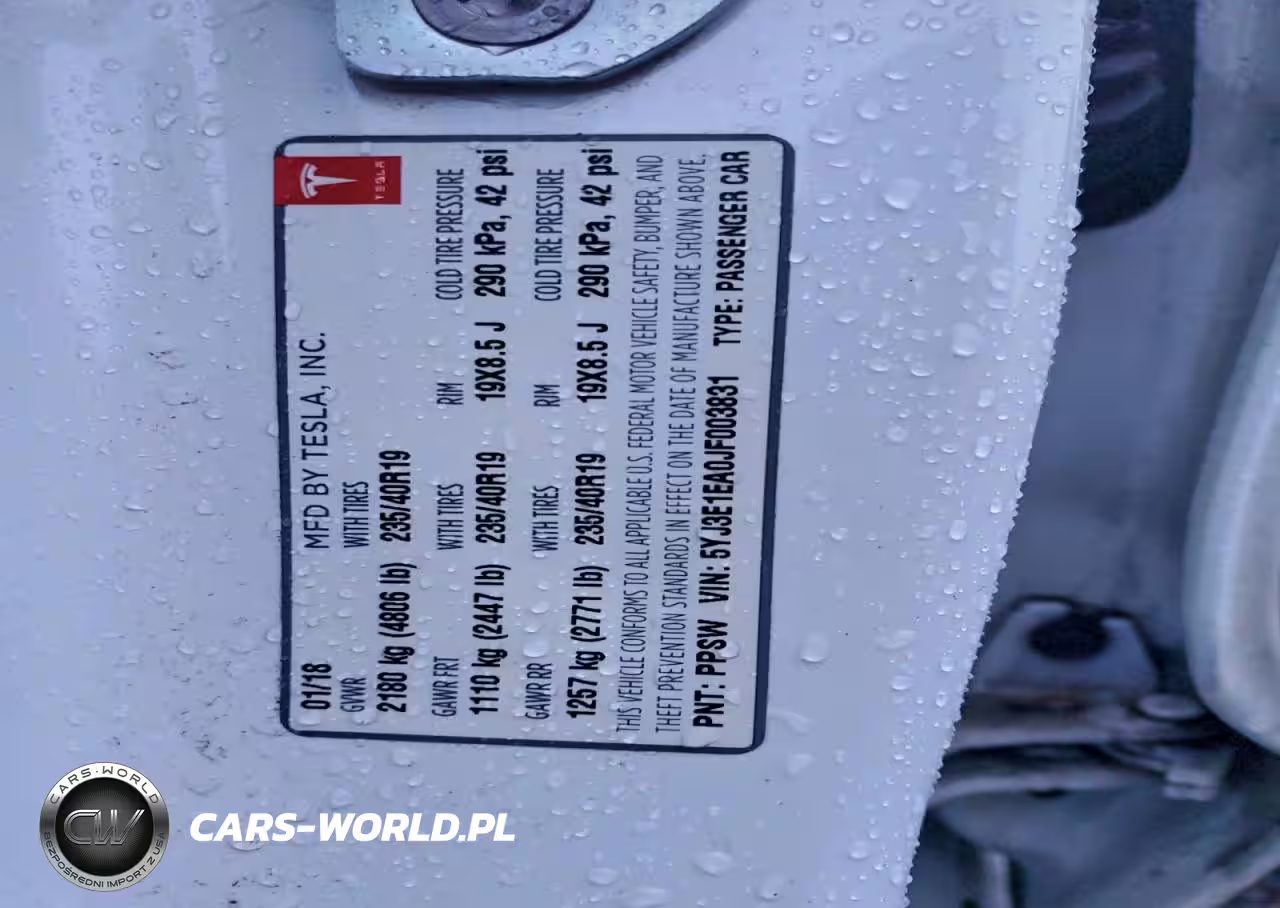 TESLA
01/18 MFD BY TESLA, INC.
GWR WITH TIRES
2180 kg (4806 lb) 235/40R19
GAWR FRT WITH TIRES RIM COLD TIRE PRESSURE
1110 kg (2447 lb) 235/40R19 19X8.5 J 290 kPa, 42 psi
GAWR RR WITH TIRES RIM COLD TIRE PRESSURE
1257 kg (2771 lb) 235/40R19 19X8.5 J 290 kPa, 42 psi
THIS VEHICLE CONFORMS TO ALL APPLICABLE U.S. FEDERAL MOTOR VEHICLE SAFETY, BUMPER, AND
THEFT PREVENTION STANDARDS IN EFFECT ON THE DATE OF MANUFACTURE SHOWN ABOVE.
PNT: PPSW VIN: 5YJ3E1EA0JF003831 TYPE: PASSENGER CAR
CARS-WORLD
CW
BEZPOŚREDNI IMPORT Z USA
CARS-WORLD.PL